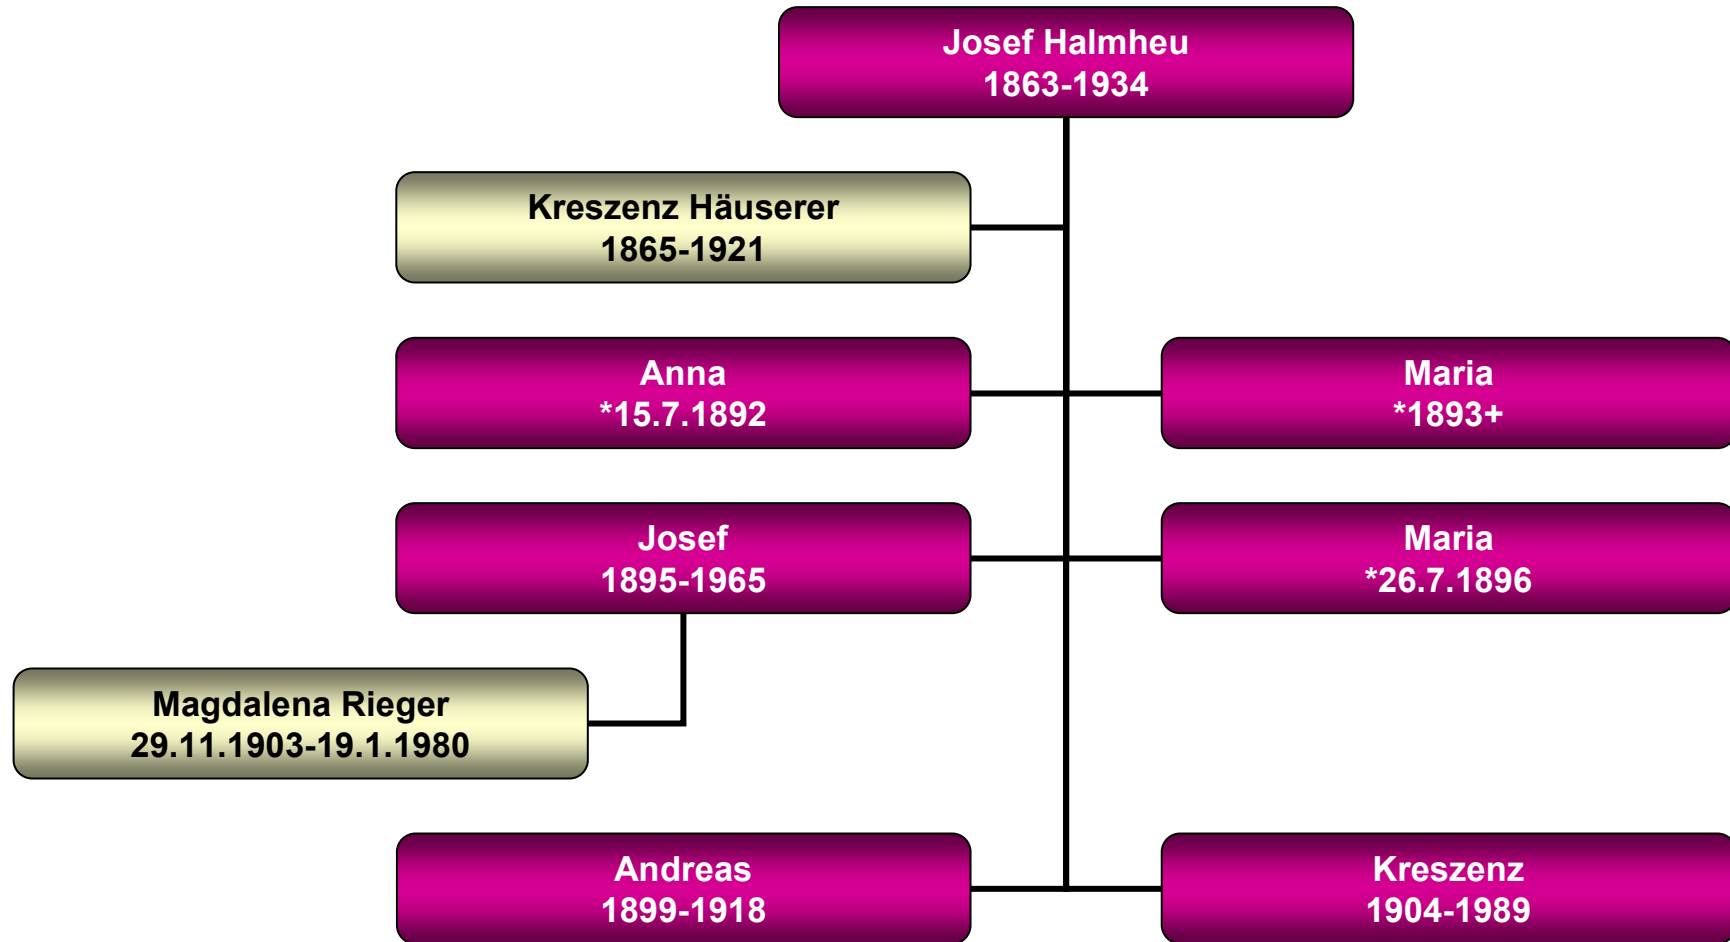 Josef Halmheu
1863-1934
Kreszenz Häuserer
1865-1921
Anna
*15.7.1892
Maria
*1893+
Josef
1895-1965
Maria
*26.7.1896
Magdalena Rieger
29.11.1903-19.1.1980
Andreas
1899-1918
Kreszenz
1904-1989